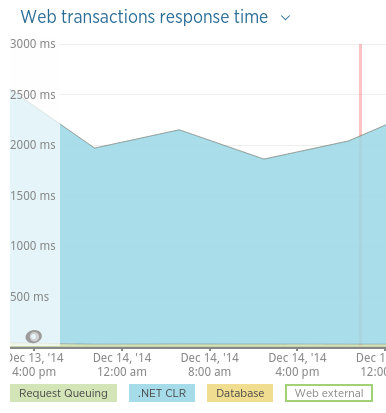 Web transactions response time
3000 ms
2500 ms
2000 ms
1500 ms
1000 ms
500 ms
Dec 13, '14 Dec 14, '14 Dec 14, '14 Dec 14, '14 Dec 1
4:00 pm 12:00 am 8:00 am 4:00 pm 12:00
Request Queuing .NET CLR Database Web external